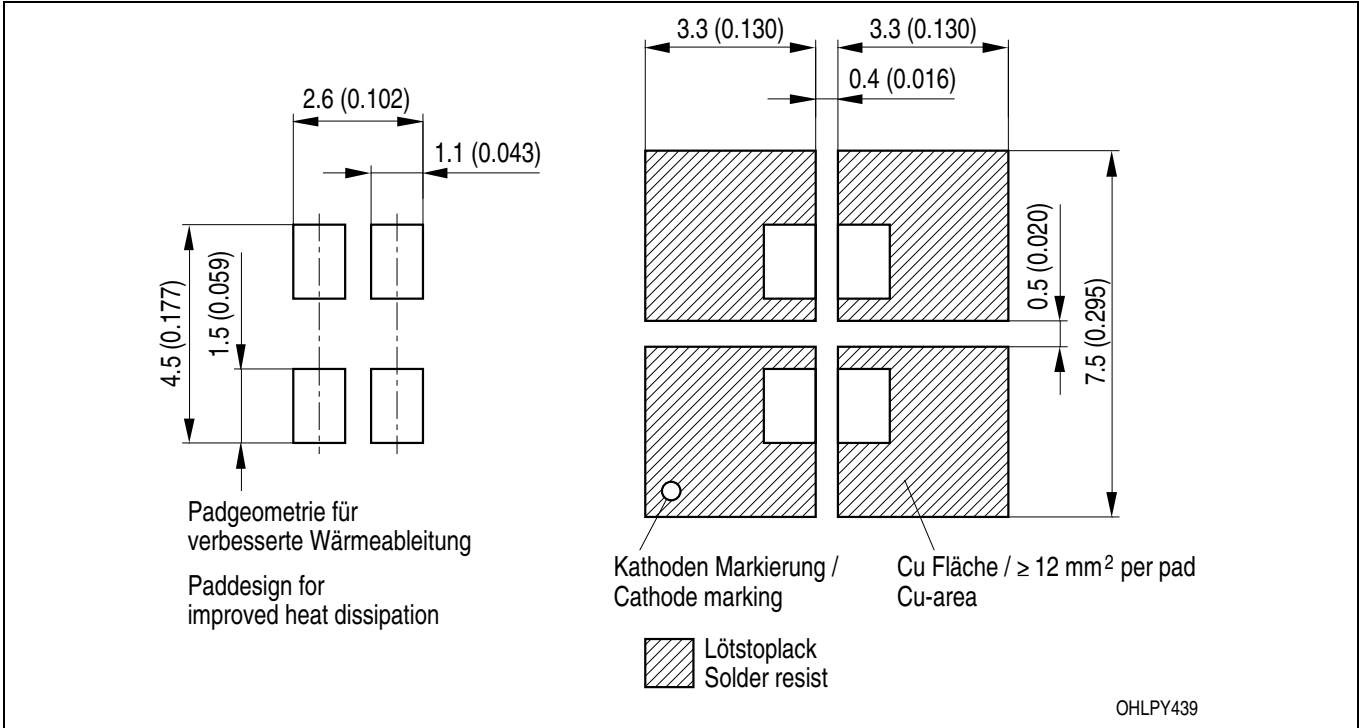 3.3 (0.130)
3.3 (0.130)
0.4 (0.016)
2.6 (0.102)
1.1 (0.043)
4.5 (0.177)
1.5 (0.059)
0.5 (0.020)
7.5 (0.295)
Padgeometrie für
verbesserte Wärmeableitung
Paddesign for
improved heat dissipation
Kathoden Markierung /
Cathode marking
Cu Fläche / ≥ 12 mm² per pad
Cu-area
Lötstoplack
Solder resist
OHLPY439